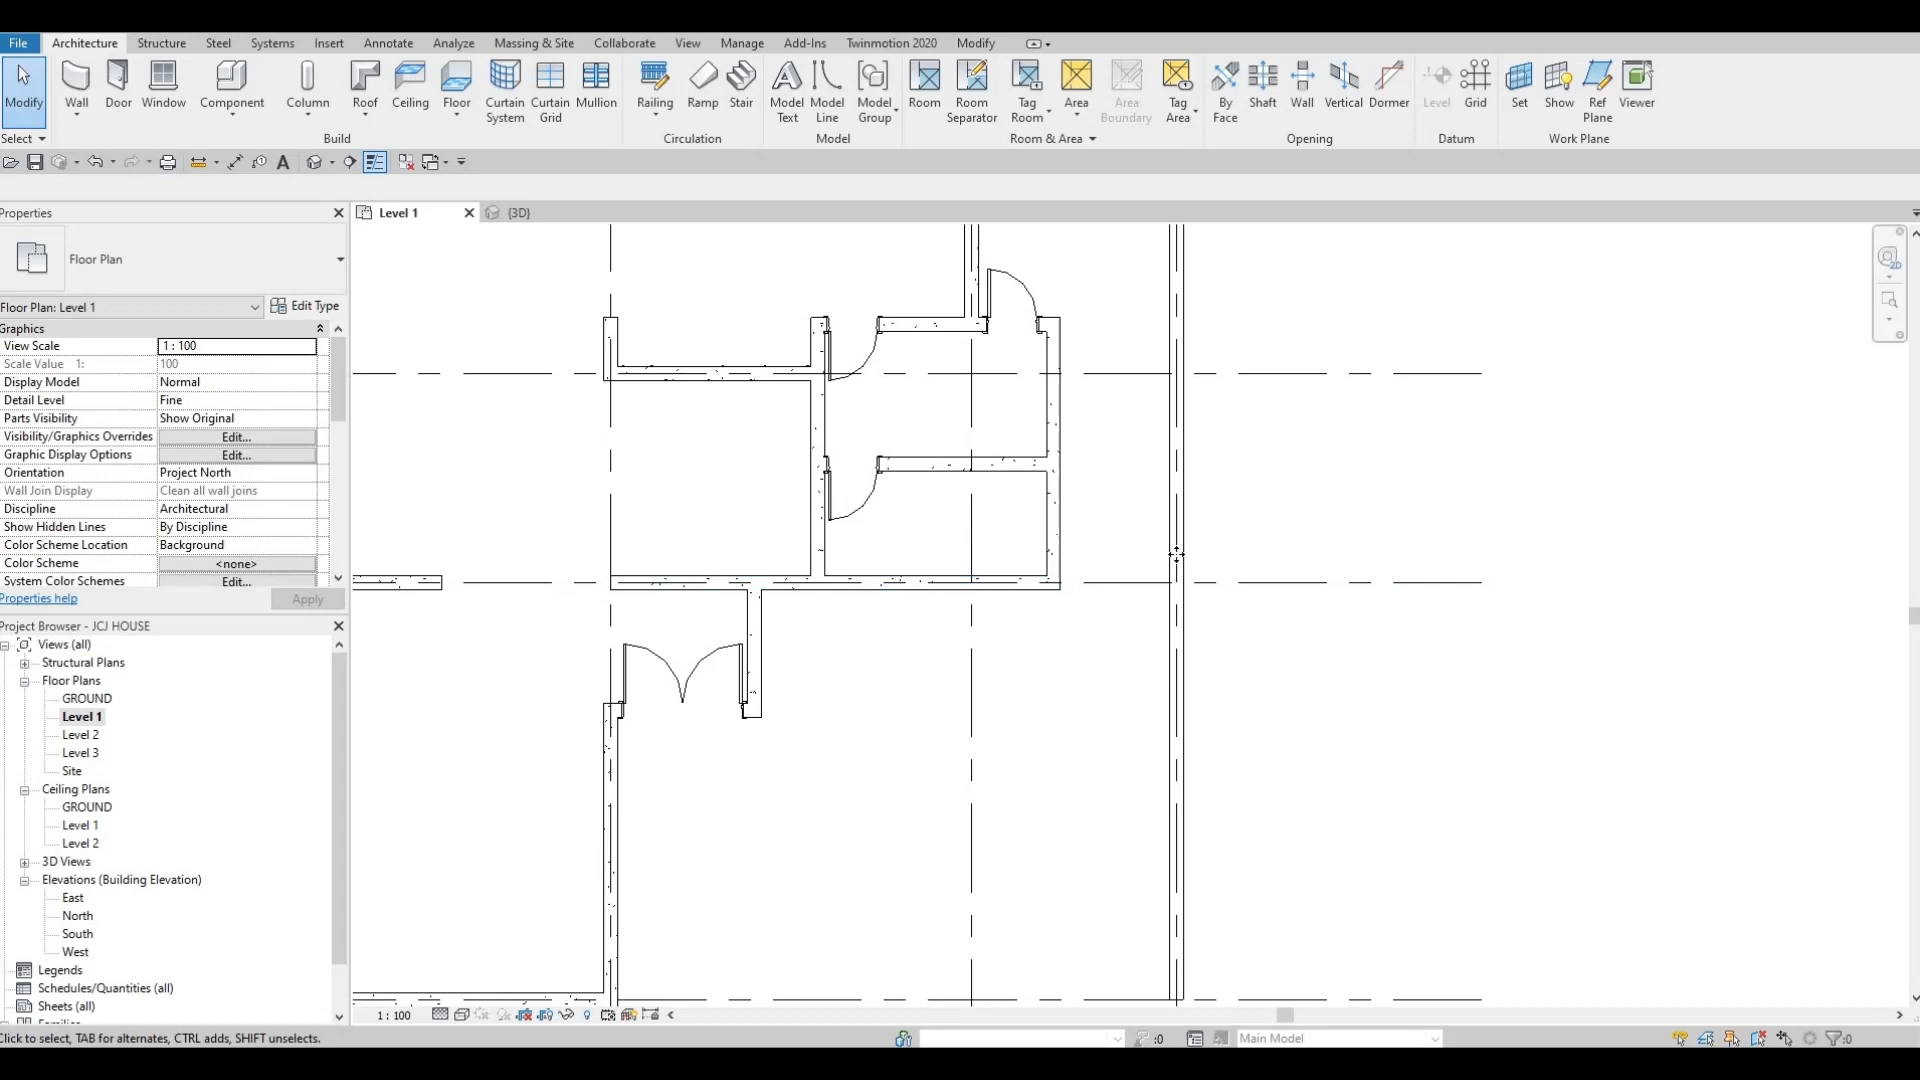 File Architecture Structure Steel Systems Insert Annotate Analyze Massing & Site Collaborate View Manage Add-Ins Twinmotion 2020 Modify
Modify Wall Door Window Component Column Roof Ceiling Floor Curtain System Curtain Grid Mullion Railing Ramp Stair Model Text Model Line Model Group Room Room Separator Tag Room Area Area Boundary Tag Area By Face Shaft Wall Vertical Dormer Level Grid Set Show Ref Plane Viewer
Select Build Circulation Model Room & Area Opening Datum Work Plane
Properties
Level 1
{3D}
Floor Plan
Floor Plan: Level 1
Edit Type
Graphics
View Scale 1 : 100
Scale Value 1: 100
Display Model Normal
Detail Level Fine
Parts Visibility Show Original
Visibility/Graphics Overrides Edit...
Graphic Display Options Edit...
Orientation Project North
Wall Join Display Clean all wall joins
Discipline Architectural
Show Hidden Lines By Discipline
Color Scheme Location Background
Color Scheme <none>
System Color Schemes Edit...
Properties help Apply
Project Browser - JCJ HOUSE
Views (all)
Structural Plans
Floor Plans
GROUND
Level 1
Level 2
Level 3
Site
Ceiling Plans
GROUND
Level 1
Level 2
3D Views
Elevations (Building Elevation)
East
North
South
West
Legends
Schedules/Quantities (all)
Sheets (all)
1 : 100
Click to select, TAB for alternates, CTRL adds, SHIFT unselects.
:0
Main Model
:0